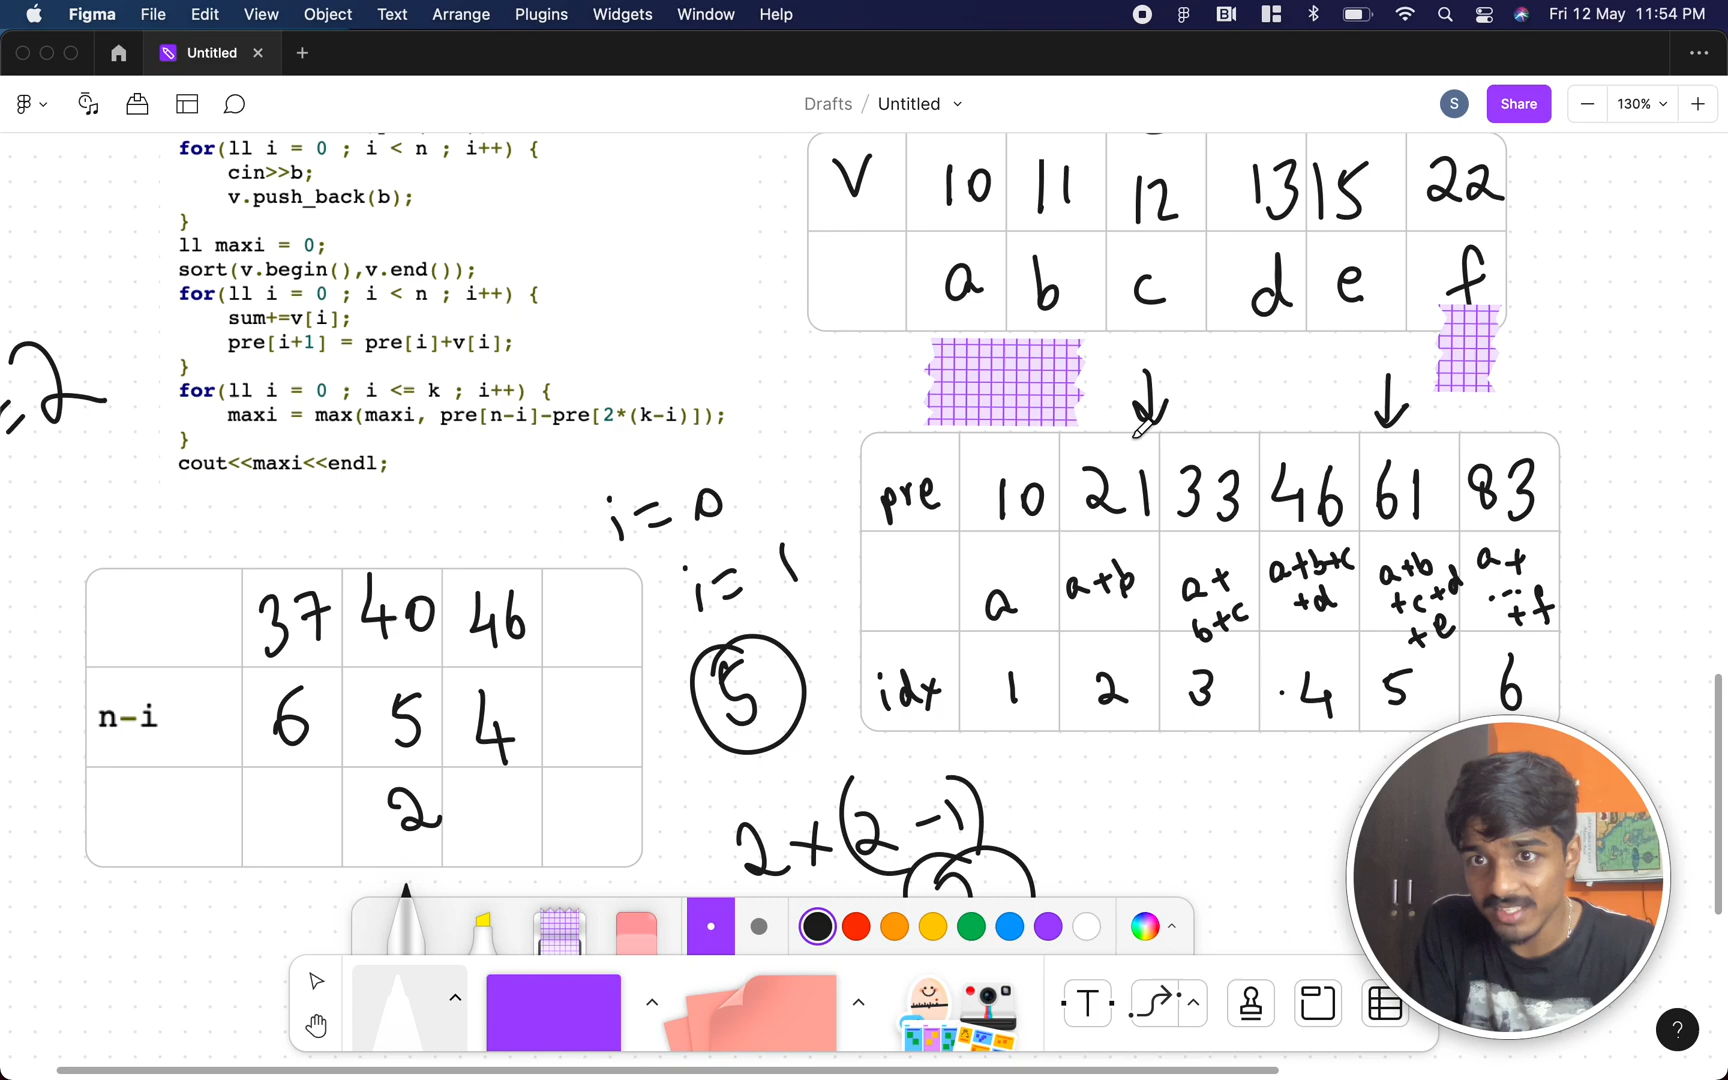 Figma File Edit View Object Text Arrange Plugins Widgets Window Help Fri 12 May 11:54 PM
Untitled
Drafts / Untitled S Share 130%
for(ll i = 0 ; i < n ; i++) {
cin>>b;
v.push_back(b);
}
ll maxi = 0;
sort(v.begin(),v.end());
for(ll i = 0 ; i < n ; i++) {
sum+=v[i];
pre[i+1] = pre[i]+v[i];
}
for(ll i = 0 ; i <= k ; i++) {
maxi = max(maxi, pre[n-i]-pre[2*(k-i)]);
}
cout<<maxi<<endl;
=2
V 10 11 12 13 15 22
a b c d e f
pre 10 21 33 46 61 83
a a+b a+b+c a+b+c+d a+b+c+d+e a+...+f
idx 1 2 3 4 5 6
i=0
i=1
5
37 40 46
n-i 6 5 4
2
2+(2-1)
T
?